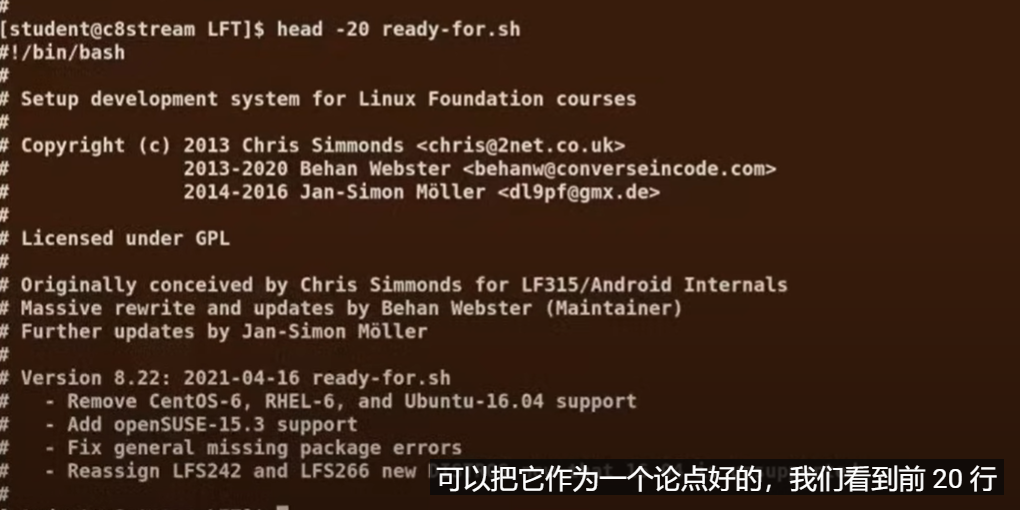 #
[student@c8stream LFT]$ head -20 ready-for.sh
#!/bin/bash
#
# Setup development system for Linux Foundation courses
#
# Copyright (c) 2013 Chris Simmonds <chris@2net.co.uk>
#               2013-2020 Behan Webster <behanw@converseincode.com>
#               2014-2016 Jan-Simon Möller <dl9pf@gmx.de>
#
# Licensed under GPL
#
# Originally conceived by Chris Simmonds for LF315/Android Internals
# Massive rewrite and updates by Behan Webster (Maintainer)
# Further updates by Jan-Simon Möller
#
# Version 8.22: 2021-04-16 ready-for.sh
#   - Remove CentOS-6, RHEL-6, and Ubuntu-16.04 support
#   - Add openSUSE-15.3 support
#   - Fix general missing package errors
#   - Reassign LFS242 and LFS266 new
可以把它作为一个论点好的，我们看到前 20 行
#